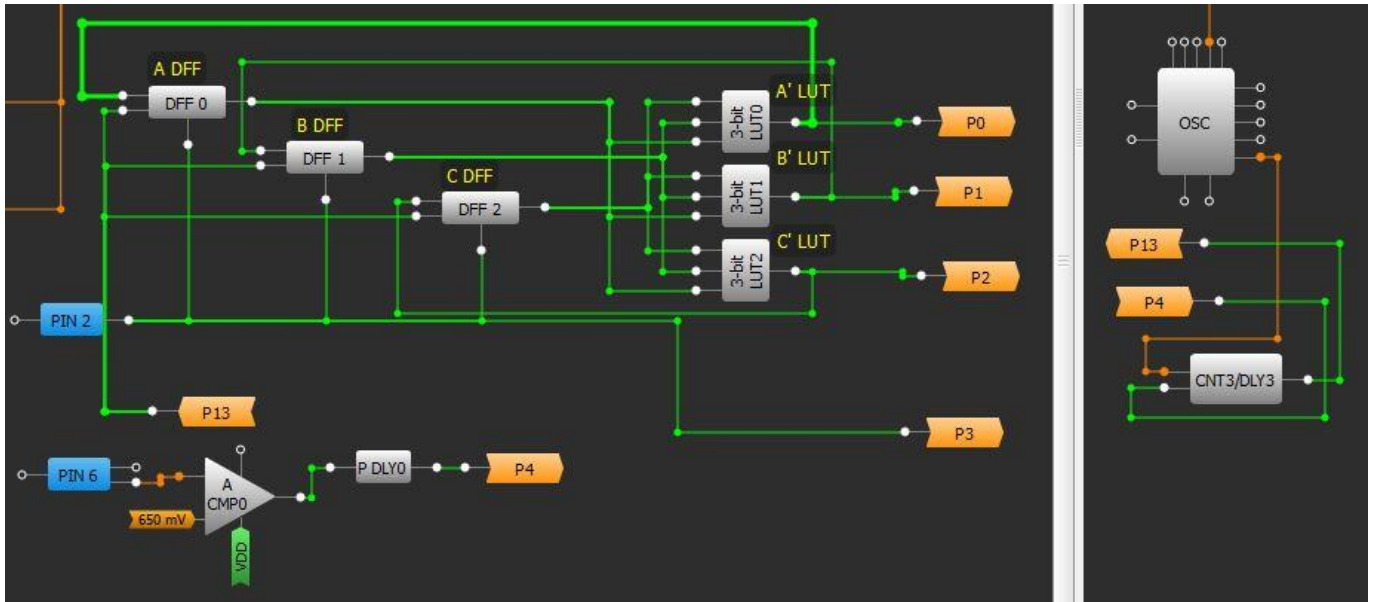 A DFF
DFF 0
B DFF
DFF 1
C DFF
DFF 2
A' LUT
3-bit
LUT0
B' LUT
3-bit
LUT1
C' LUT
3-bit
LUT2
P0
P1
P2
PIN 2
P13
P3
PIN 6
A
CMP0
650 mV
VDD
P DLY0
P4
OSC
P13
P4
CNT3/DLY3